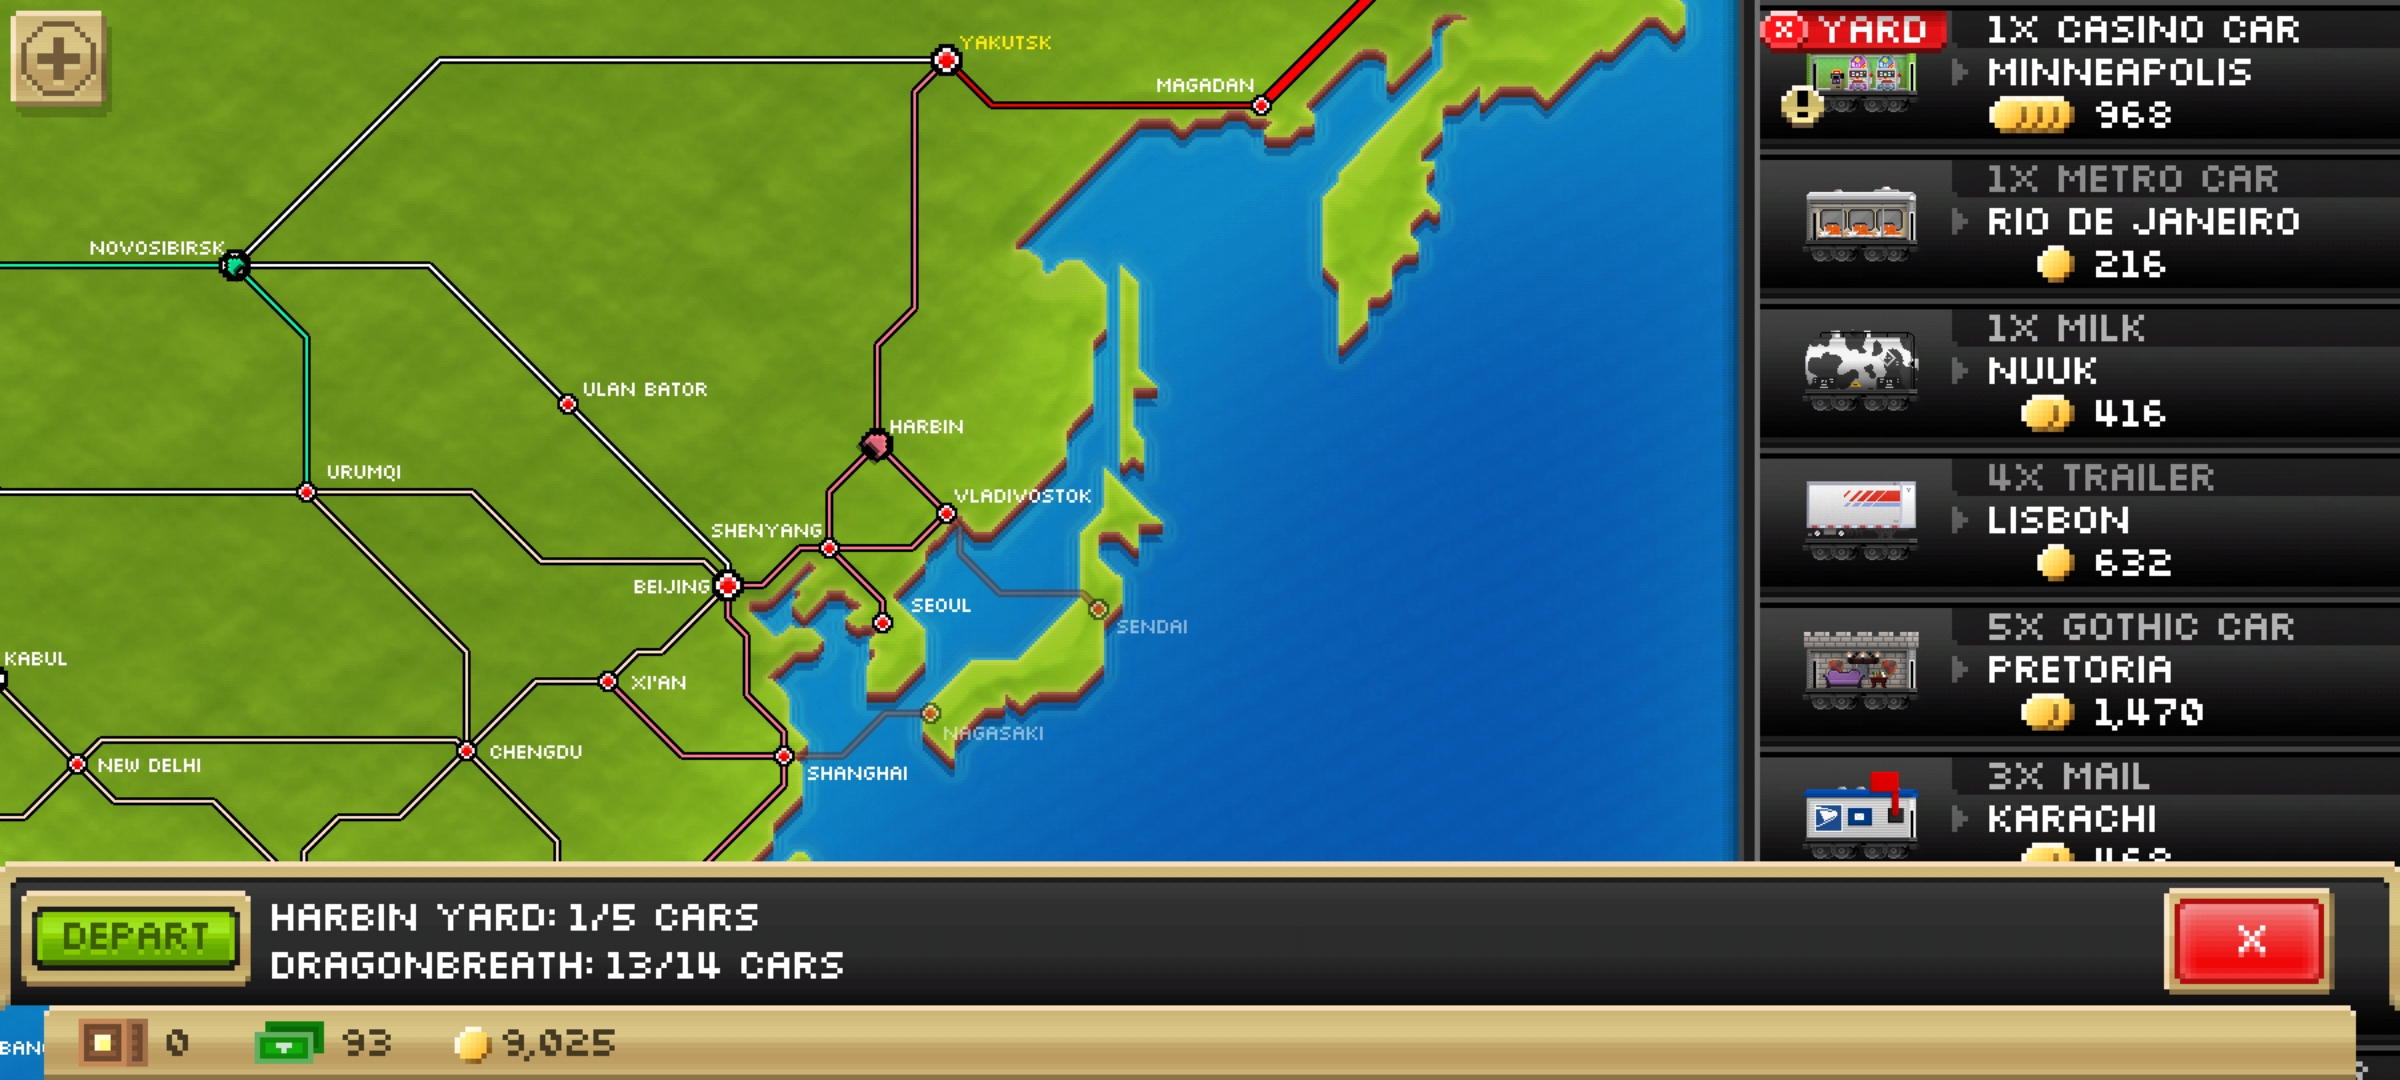 YAKUTSK
MAGADAN
NOVOSIBIRSK
ULAN BATOR
HARBIN
URUMQI
VLADIVOSTOK
SHENYANG
BEIJING
SEOUL
SENDAI
KABUL
XI'AN
NAGASAKI
CHENGDU
NEW DELHI
SHANGHAI
YARD
1X CASINO CAR
MINNEAPOLIS
968
1X METRO CAR
RIO DE JANEIRO
216
1X MILK
NUUK
416
4X TRAILER
LISBON
632
5X GOTHIC CAR
PRETORIA
1,470
3X MAIL
KARACHI
DEPART
HARBIN YARD: 1/5 CARS
DRAGONBREATH: 13/14 CARS
X
0
93
9,025